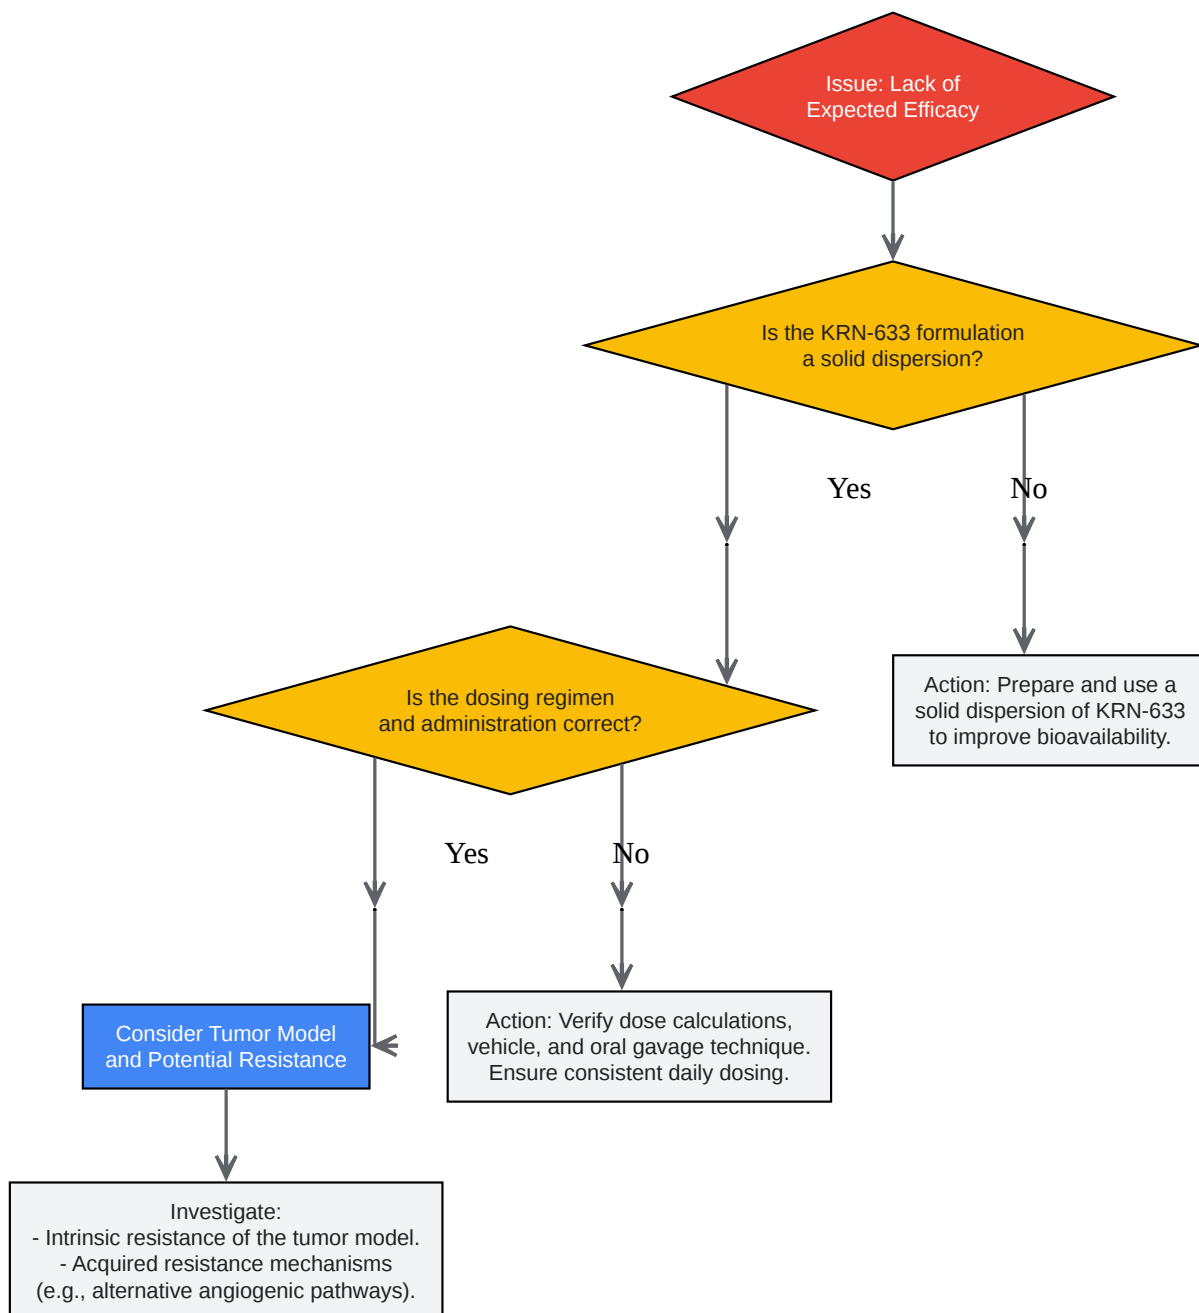 Issue: Lack of
Expected Efficacy
Is the KRN-633 formulation
a solid dispersion?
Yes
No
Is the dosing regimen
and administration correct?
Action: Prepare and use a
solid dispersion of KRN-633
to improve bioavailability.
Yes
No
Consider Tumor Model
and Potential Resistance
Action: Verify dose calculations,
vehicle, and oral gavage technique.
Ensure consistent daily dosing.
Investigate:
- Intrinsic resistance of the tumor model.
- Acquired resistance mechanisms
(e.g., alternative angiogenic pathways).